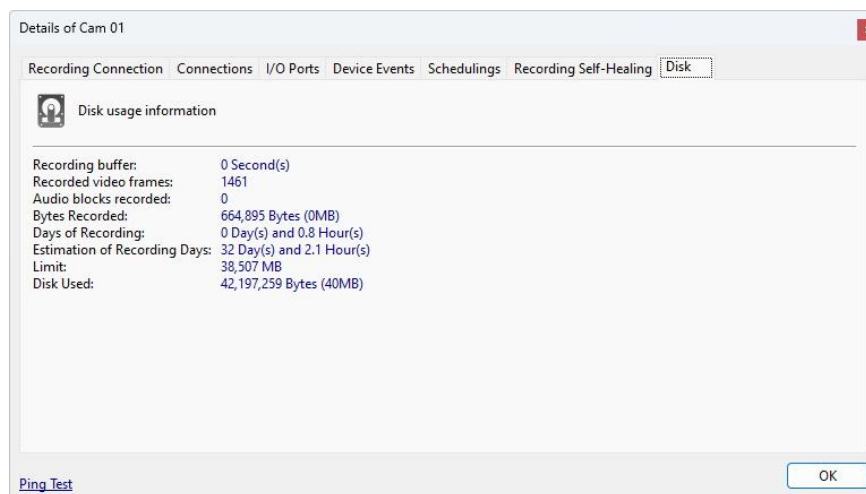 Details of Cam 01
Recording Connection Connections I/O Ports Device Events Schedulings Recording Self-Healing Disk
Disk usage information
Recording buffer: 0 Second(s)
Recorded video frames: 1461
Audio blocks recorded: 0
Bytes Recorded: 664,895 Bytes (0MB)
Days of Recording: 0 Day(s) and 0.8 Hour(s)
Estimation of Recording Days: 32 Day(s) and 2.1 Hour(s)
Limit: 38,507 MB
Disk Used: 42,197,259 Bytes (40MB)
OK
Ping Test